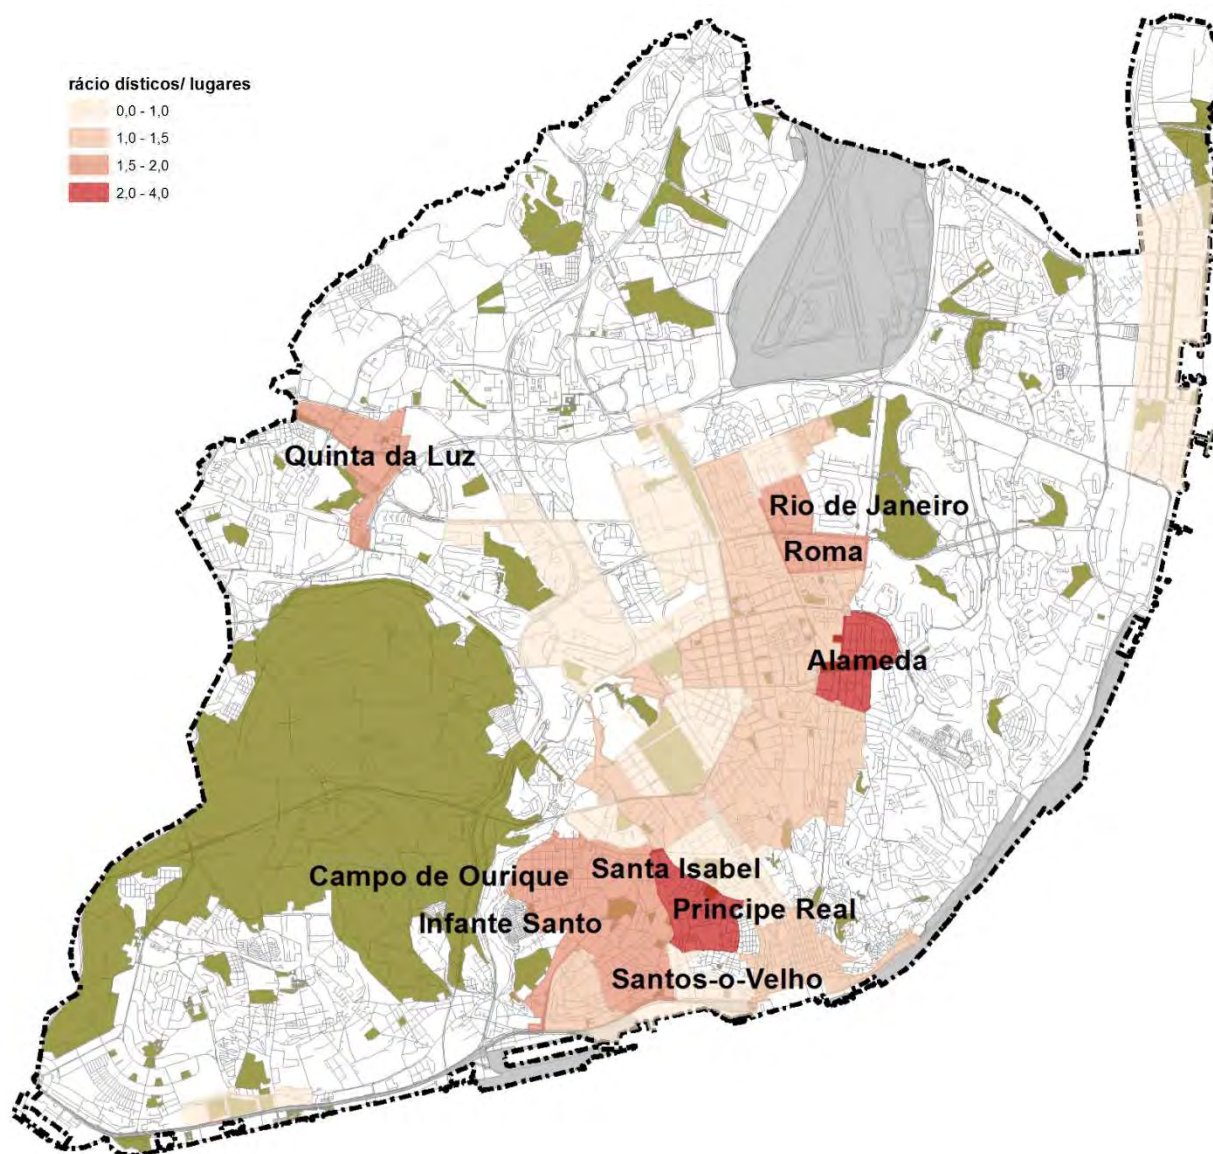 rácio dísticos/ lugares
0,0 - 1,0
1,0 - 1,5
1,5 - 2,0
2,0 - 4,0
Quinta da Luz
Rio de Janeiro
Roma
Alameda
Santa Isabel
Campo de Ourique
Príncipe Real
Infante Santo
Santos-o-Velho